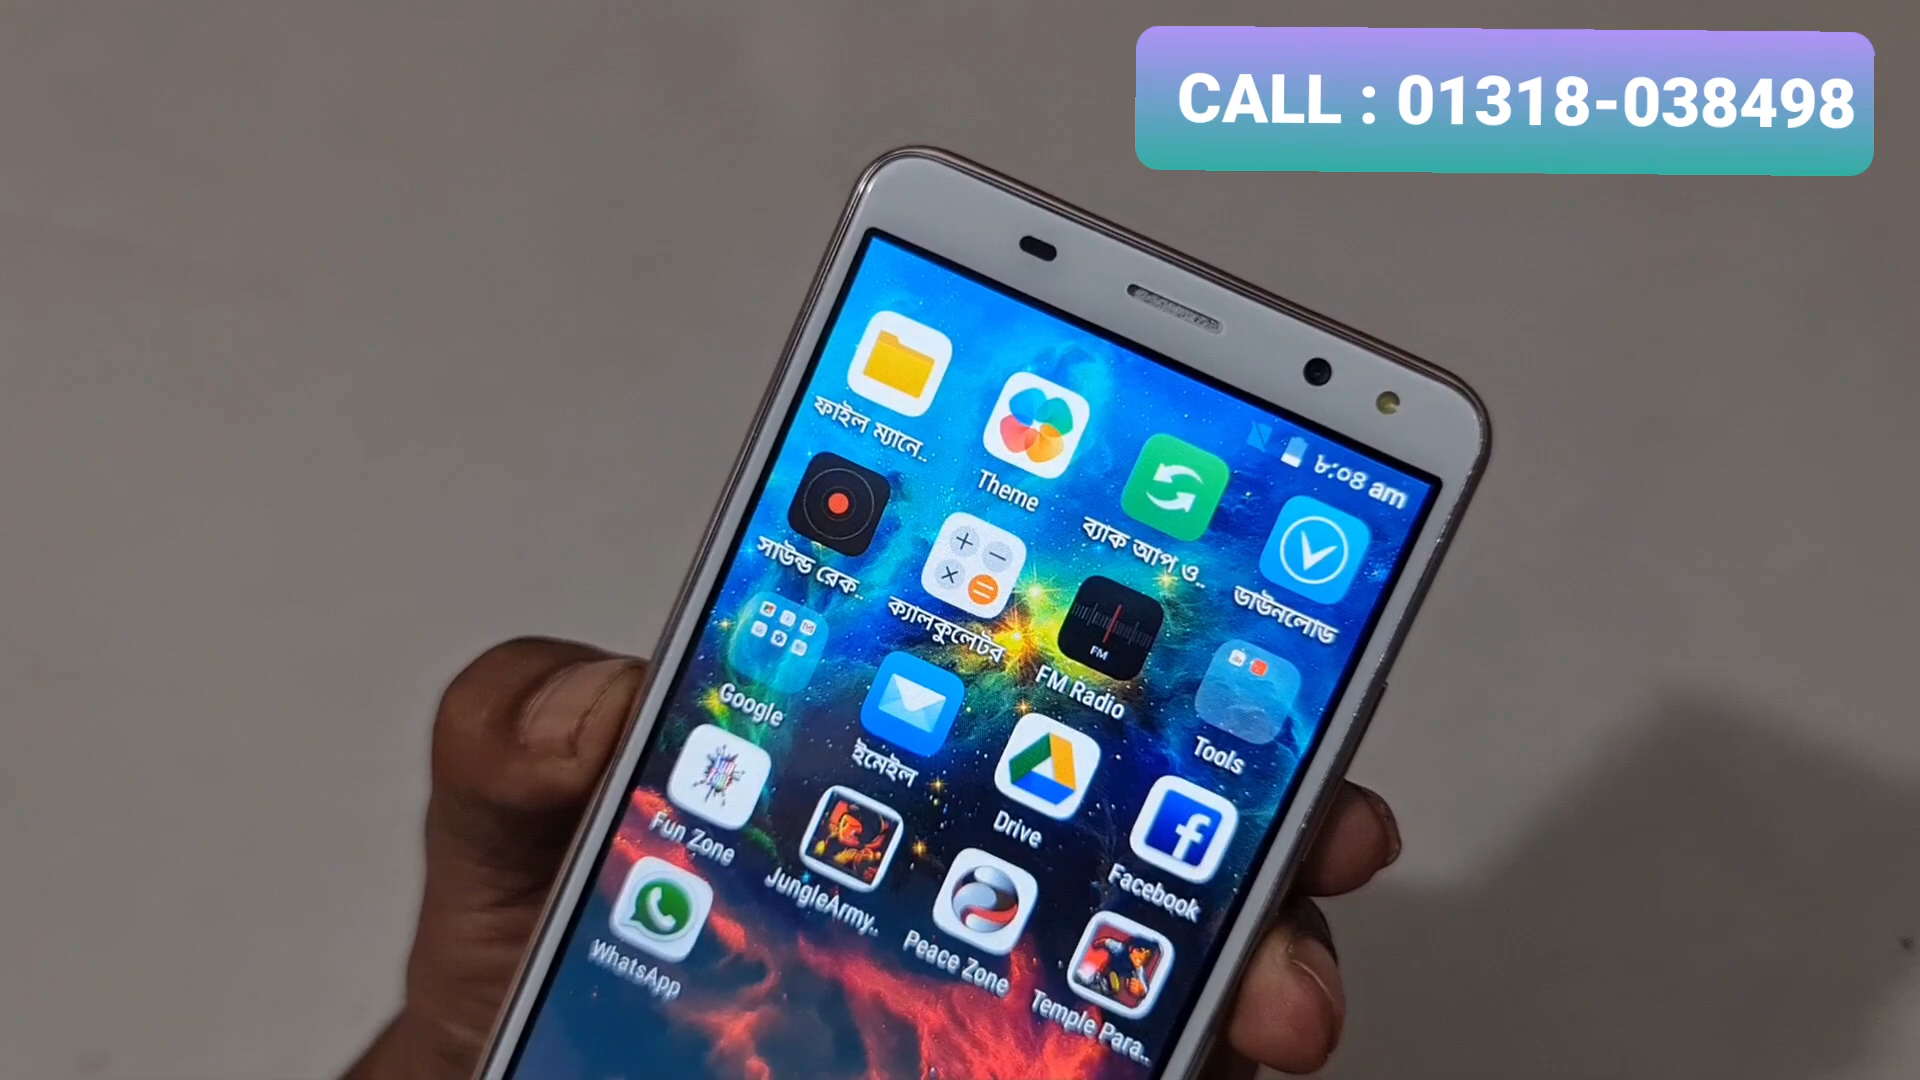 CALL : 01318-038498
৮:০৪ am
ফাইল ম্যানে..
Theme
ব্যাক আপ ও..
ডাউনলোড
সাউন্ড রেক..
ক্যালকুলেটর
FM
FM Radio
Tools
Google
ইমেইল
Drive
Facebook
Fun Zone
JungleArmy..
Peace Zone
Temple Para..
WhatsApp